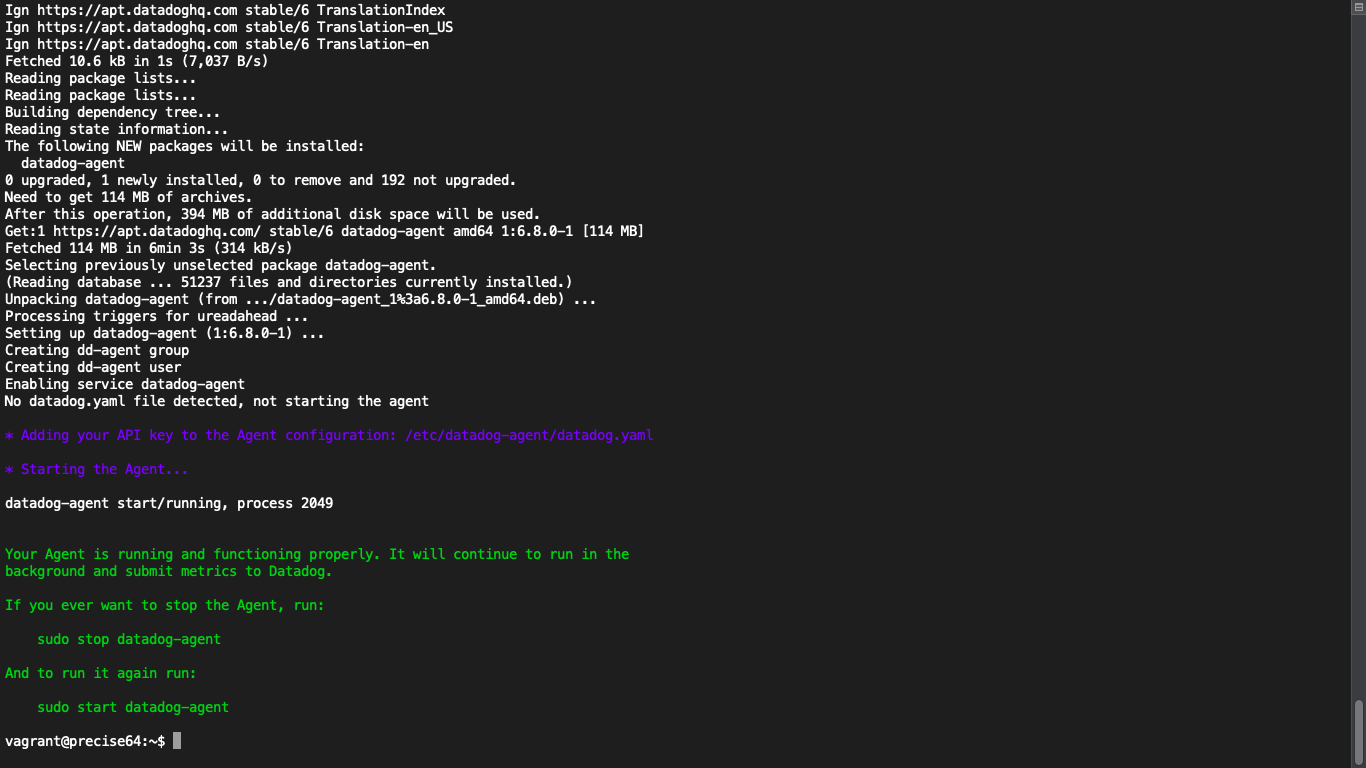 Ign https://apt.datadoghq.com stable/6 TranslationIndex
Ign https://apt.datadoghq.com stable/6 Translation-en_US
Ign https://apt.datadoghq.com stable/6 Translation-en
Fetched 10.6 kB in 1s (7,037 B/s)
Reading package lists...
Reading package lists...
Building dependency tree...
Reading state information...
The following NEW packages will be installed:
  datadog-agent
0 upgraded, 1 newly installed, 0 to remove and 192 not upgraded.
Need to get 114 MB of archives.
After this operation, 394 MB of additional disk space will be used.
Get:1 https://apt.datadoghq.com/ stable/6 datadog-agent amd64 1:6.8.0-1 [114 MB]
Fetched 114 MB in 6min 3s (314 kB/s)
Selecting previously unselected package datadog-agent.
(Reading database ... 51237 files and directories currently installed.)
Unpacking datadog-agent (from .../datadog-agent_1%3a6.8.0-1_amd64.deb) ...
Processing triggers for ureadahead ...
Setting up datadog-agent (1:6.8.0-1) ...
Creating dd-agent group
Creating dd-agent user
Enabling service datadog-agent
No datadog.yaml file detected, not starting the agent
* Adding your API key to the Agent configuration: /etc/datadog-agent/datadog.yaml
* Starting the Agent...
datadog-agent start/running, process 2049
Your Agent is running and functioning properly. It will continue to run in the
background and submit metrics to Datadog.
If you ever want to stop the Agent, run:
    sudo stop datadog-agent
And to run it again run:
    sudo start datadog-agent
vagrant@precise64:~$